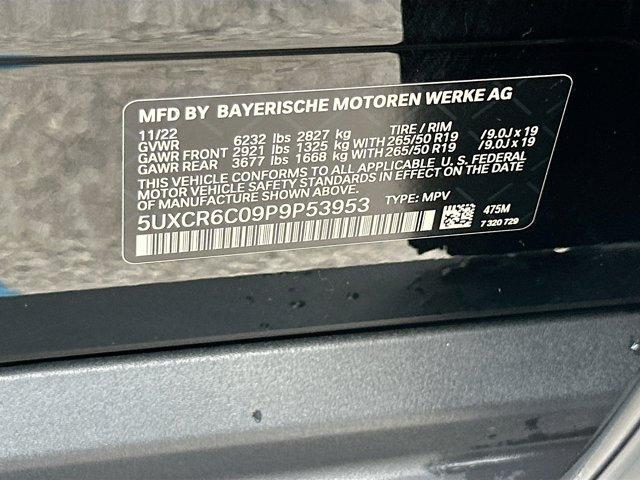 MFD BY BAYERISCHE MOTOREN WERKE AG
11/22 TIRE / RIM
GVWR 6232 lbs 2827 kg
GAWR FRONT 2921 lbs 1325 kg WITH 265/50 R19 /9.0J x 19
GAWR REAR 3677 lbs 1668 kg WITH 265/50 R19 /9.0J x 19
THIS VEHICLE CONFORMS TO ALL APPLICABLE U. S. FEDERAL
MOTOR VEHICLE SAFETY STANDARDS IN EFFECT ON THE DATE
OF MANUFACTURE SHOWN ABOVE.
5UXCR6C09P9P53953 TYPE: MPV
475M
7 320 729